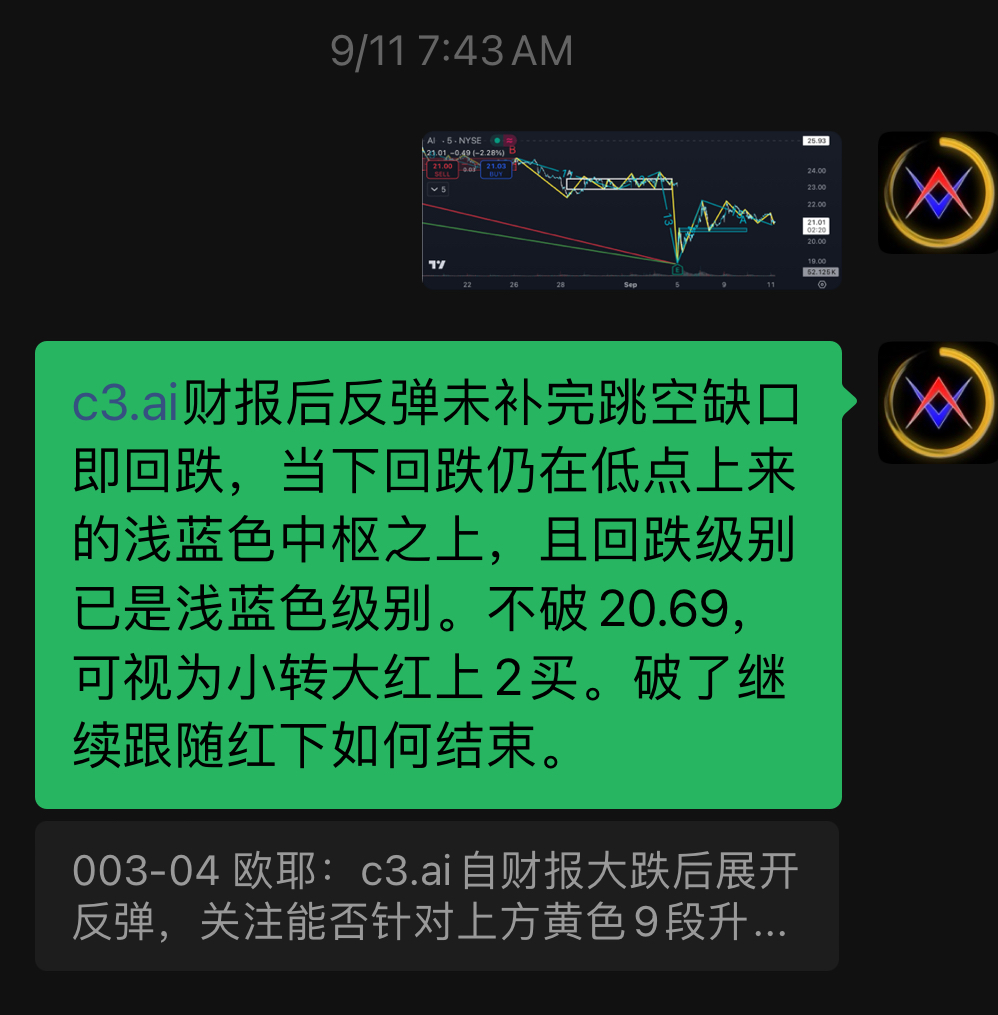 9/11 7:43 AM
AI · 5 · NYSE
21.01 −0.49 (−2.28%)
B
25.93
21.00
SELL
0.03
21.03
BUY
5
13
24.00
23.00
22.00
21.01
02:20
20.00
19.00
52.125K
E
22 26 28 Sep 5 9 11
c3.ai财报后反弹未补完跳空缺口
即回跌，当下回跌仍在低点上来
的浅蓝色中枢之上，且回跌级别
已是浅蓝色级别。不破 20.69，
可视为小转大红上 2 买。破了继
续跟随红下如何结束。
003-04 欧耶：c3.ai 自财报大跌后展开
反弹，关注能否针对上方黄色 9 段升...